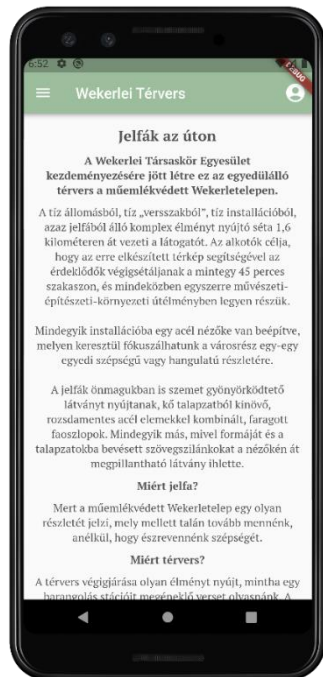 6:52
DEBUG
Wekerlei Térvers
Jelfák az úton
A Wekerlei Társaskör Egyesület
kezdeményezésére jött létre ez az egyedülálló
térvers a műemlékvédett Wekerletelepen.
A tíz állomásból, tíz „versszakból”, tíz installációból,
azaz jelfából álló komplex élményt nyújtó séta 1,6
kilométeren át vezeti a látogatót. Az alkotók célja,
hogy az erre elkészített térkép segítségével az
érdeklődők végigsétáljanak a mintegy 45 perces
szakaszon, és mindeközben egyszerre művészeti-
építészeti-környezeti útélményben legyen részük.
Mindegyik installációba egy acél nézőke van beépítve,
melyen keresztül fókuszálhatunk a városrész egy-egy
egyedi szépségű vagy hangulatú részletére.
A jelfák önmagukban is szemet gyönyörködtető
látványt nyújtanak, kő talapzatból kinövő,
rozsdamentes acél elemekkel kombinált, faragott
faoszlopok. Mindegyik más, mivel formáját és a
talapzatokba bevésett szövegszilánkokat a nézőkén át
megpillantható látvány ihlette.
Miért jelfa?
Mert a műemlékvédett Wekerletelep egy olyan
részletét jelzi, mely mellett talán tovább mennénk,
anélkül, hogy észrevennénk szépségét.
Miért térvers?
A térvers végigjárása olyan élményt nyújt, mintha egy
barangolás stációit megéneklő verset olvasnánk. A